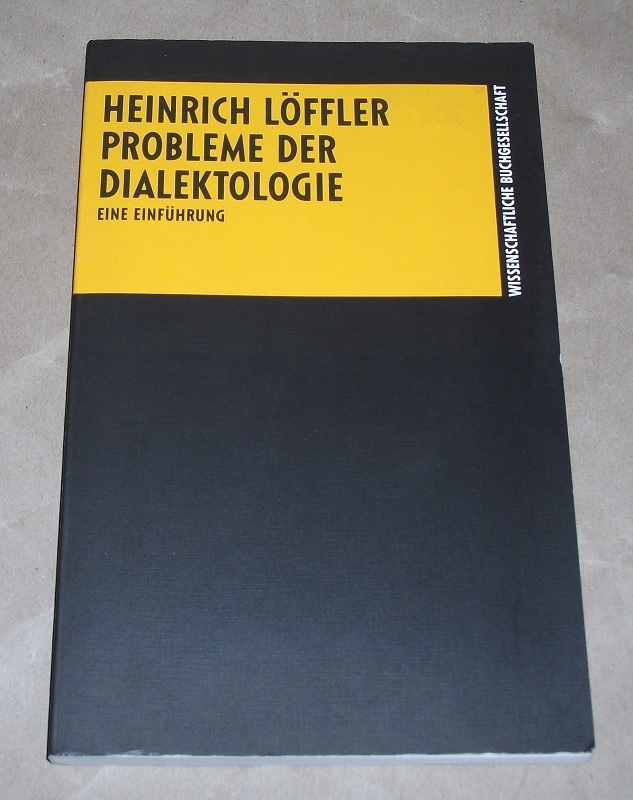 HEINRICH LÖFFLER
PROBLEME DER
DIALEKTOLOGIE
EINE EINFÜHRUNG
WISSENSCHAFTLICHE BUCHGESELLSCHAFT